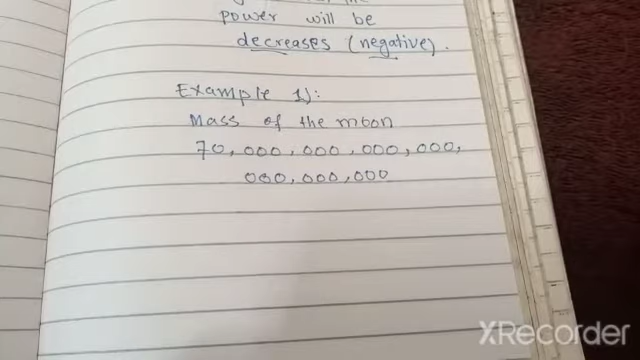 power will be
decreases (negative).
Example 1):
Mass of the moon
70,000,000,000,000,
000,000,000
XRecorder